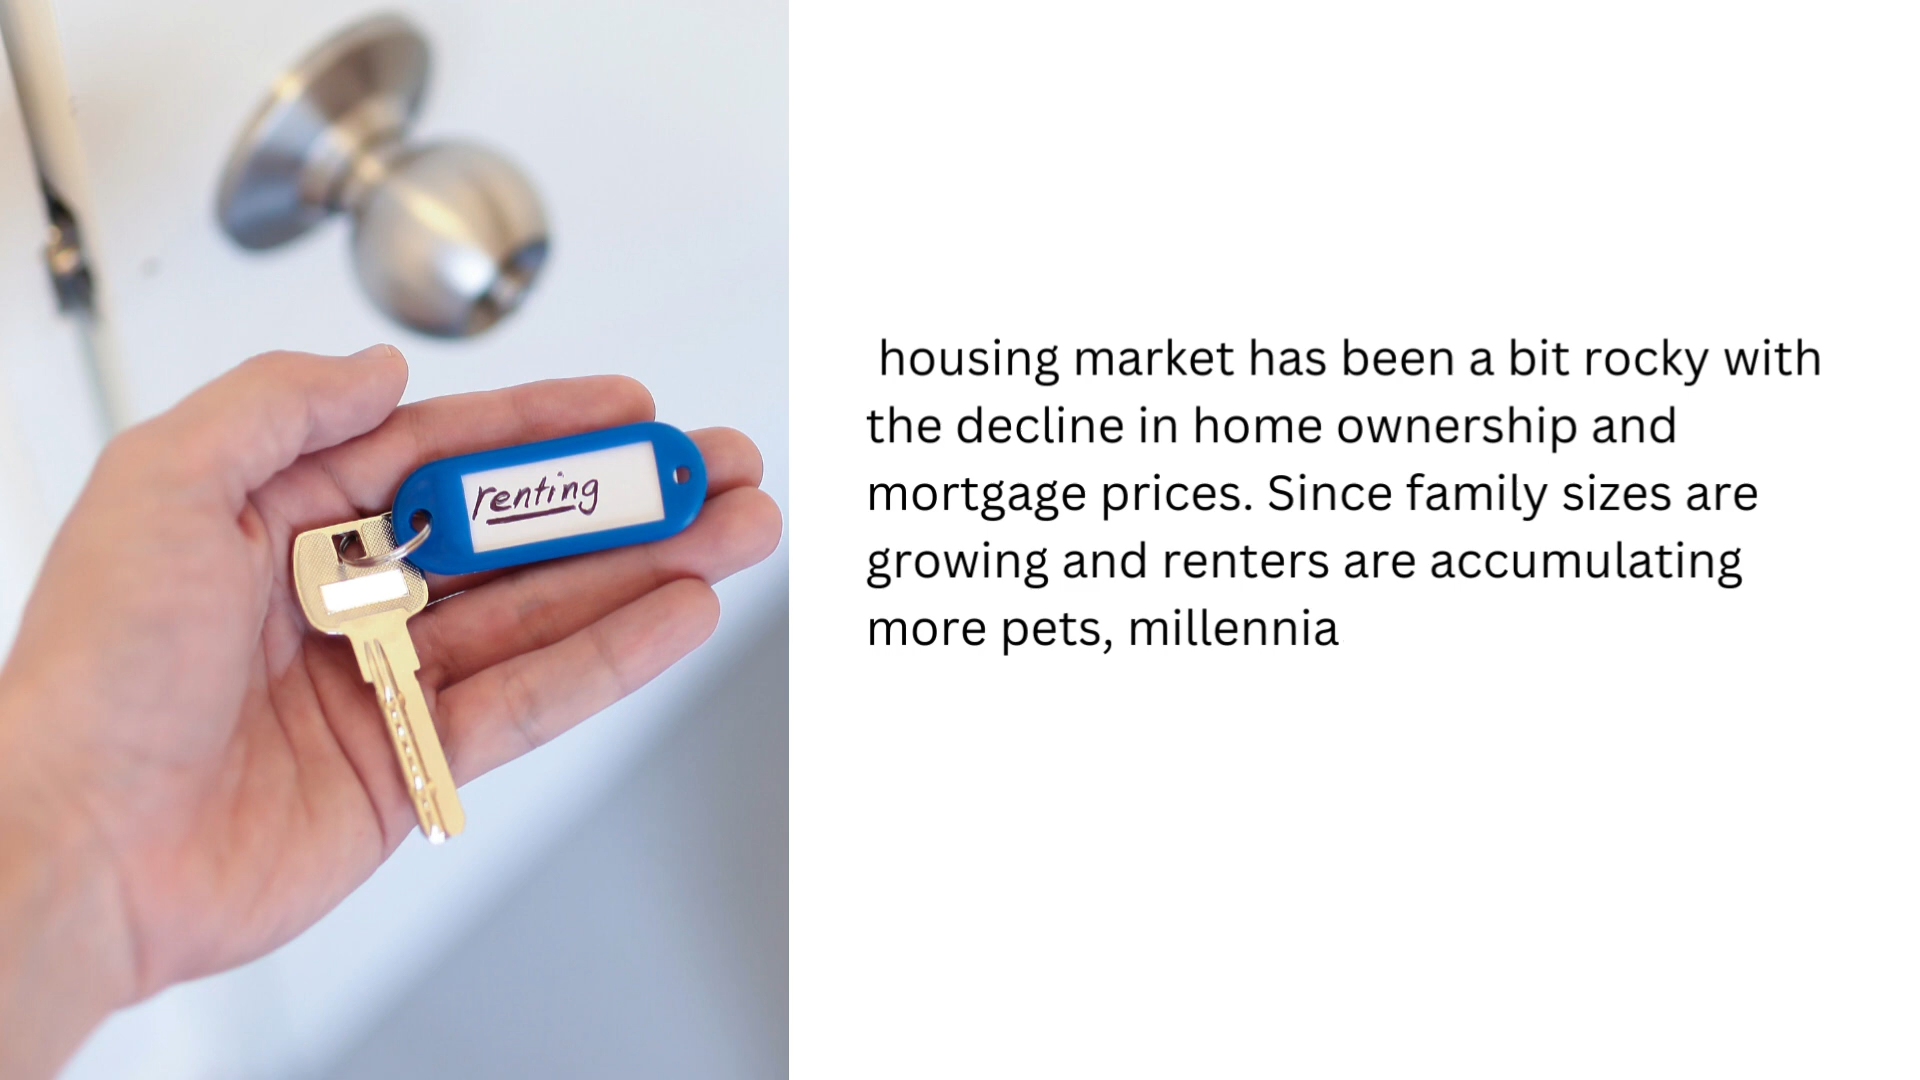 renting
housing market has been a bit rocky with
the decline in home ownership and
mortgage prices. Since family sizes are
growing and renters are accumulating
more pets, millennia